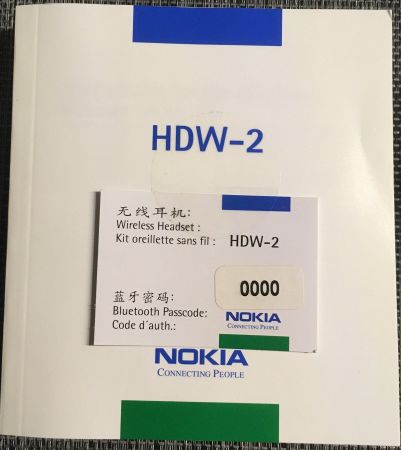 HDW-2
无线耳机:
Wireless Headset :
Kit oreillette sans fil : HDW-2
0000
蓝牙密码:
Bluetooth Passcode:
Code d´auth.:
NOKIA
CONNECTING PEOPLE
NOKIA
CONNECTING PEOPLE